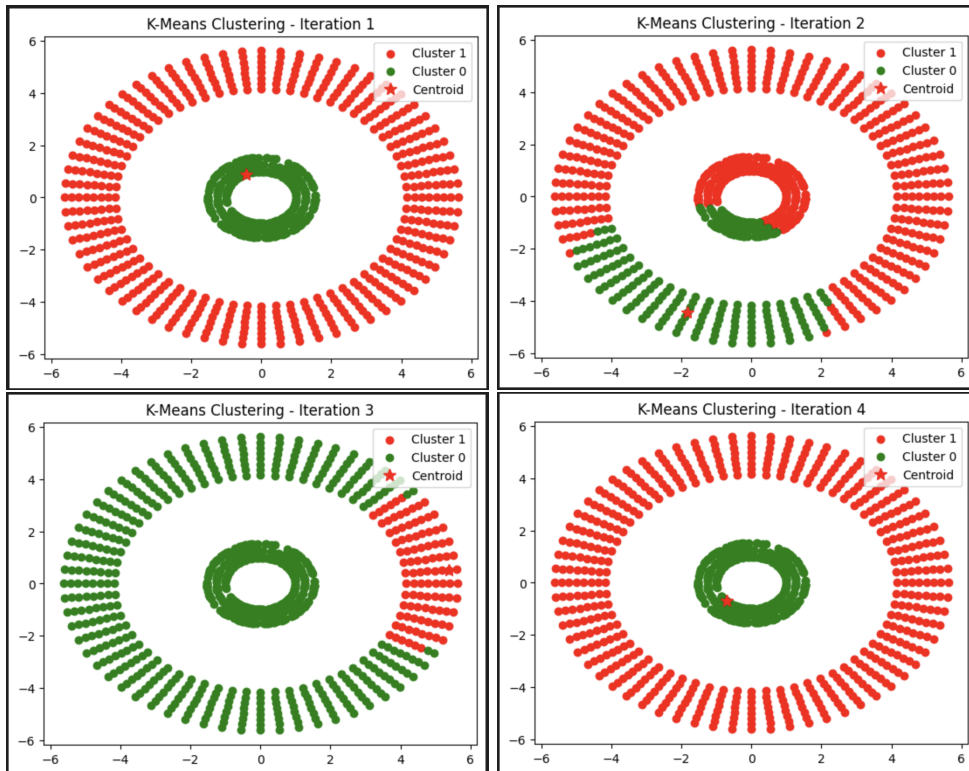 K-Means Clustering - Iteration 1
Cluster 1
Cluster 0
Centroid
6
4
2
0
−2
−4
−6
−6 −4 −2 0 2 4 6
K-Means Clustering - Iteration 2
Cluster 1
Cluster 0
Centroid
6
4
2
0
−2
−4
−6
−6 −4 −2 0 2 4 6
K-Means Clustering - Iteration 3
Cluster 1
Cluster 0
Centroid
6
4
2
0
−2
−4
−6
−6 −4 −2 0 2 4 6
K-Means Clustering - Iteration 4
Cluster 1
Cluster 0
Centroid
6
4
2
0
−2
−4
−6
−6 −4 −2 0 2 4 6